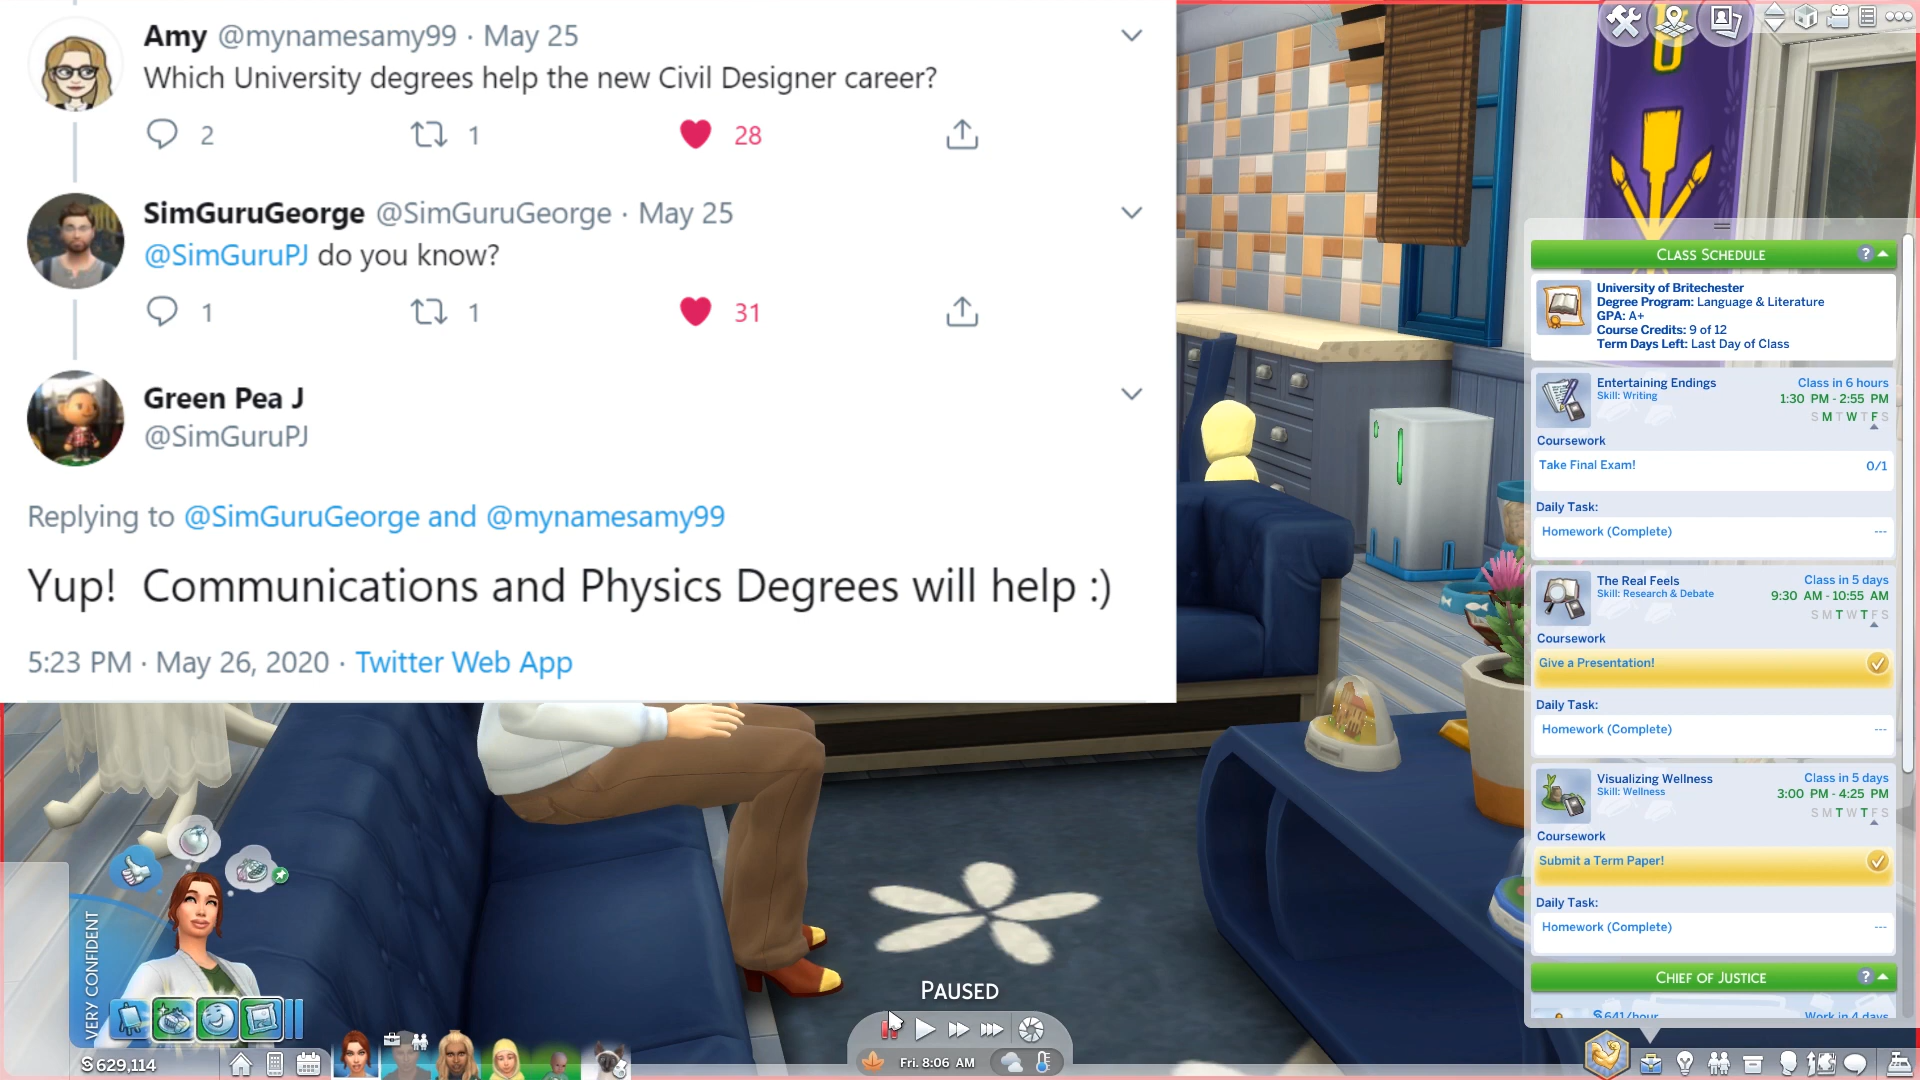 Amy @mynamesamy99 · May 25
Which University degrees help the new Civil Designer career?
2 1 28
SimGuruGeorge @SimGuruGeorge · May 25
@SimGuruPJ do you know?
1 1 31
Green Pea J
@SimGuruPJ
Replying to @SimGuruGeorge and @mynamesamy99
Yup! Communications and Physics Degrees will help :)
5:23 PM · May 26, 2020 · Twitter Web App
CLASS SCHEDULE ?
University of Britechester
Degree Program: Language & Literature
GPA: A+
Course Credits: 9 of 12
Term Days Left: Last Day of Class
Entertaining Endings Class in 6 hours
Skill: Writing 1:30 PM - 2:55 PM
S M T W T F S
Coursework
Take Final Exam! 0/1
Daily Task:
Homework (Complete) ---
The Real Feels Class in 5 days
Skill: Research & Debate 9:30 AM - 10:55 AM
S M T W T F S
Coursework
Give a Presentation!
Daily Task:
Homework (Complete) ---
Visualizing Wellness Class in 5 days
Skill: Wellness 3:00 PM - 4:25 PM
S M T W T F S
Coursework
Submit a Term Paper!
Daily Task:
Homework (Complete) ---
CHIEF OF JUSTICE ?
§641/hour Work in 4 days
VERY CONFIDENT
§629,114
PAUSED
Fri. 8:06 AM